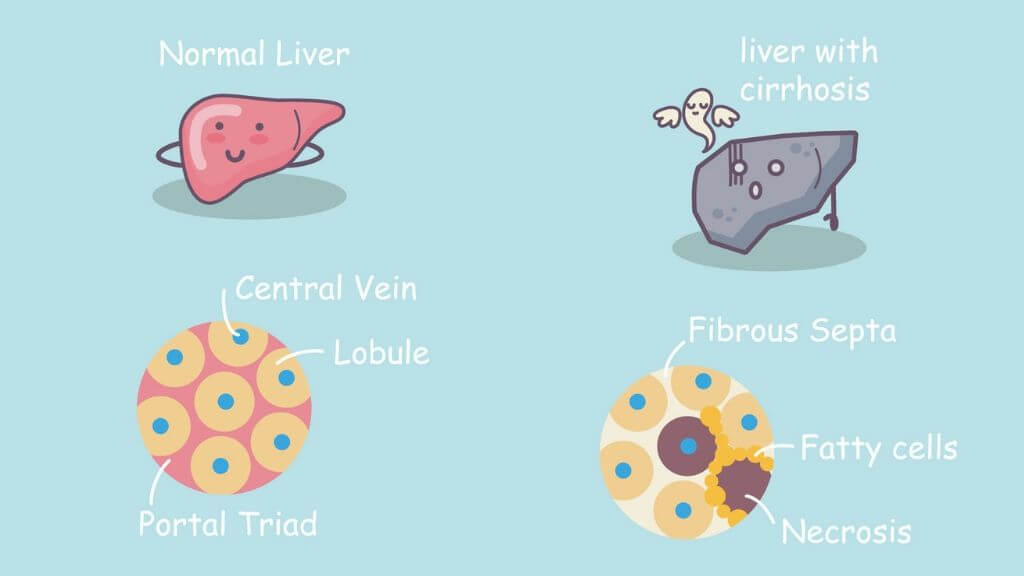 Normal Liver
liver with
cirrhosis
Central Vein
Lobule
Portal Triad
Fibrous Septa
Fatty cells
Necrosis